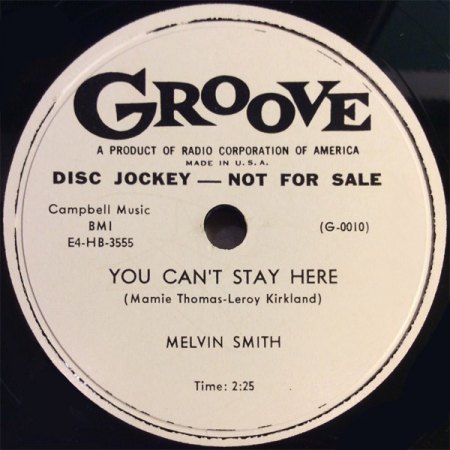 GROOVE
A PRODUCT OF RADIO CORPORATION OF AMERICA
MADE IN U.S.A.
DISC JOCKEY — NOT FOR SALE
Campbell Music
BMI
E4-HB-3555
(G-0010)
YOU CAN'T STAY HERE
(Mamie Thomas-Leroy Kirkland)
MELVIN SMITH
Time: 2:25